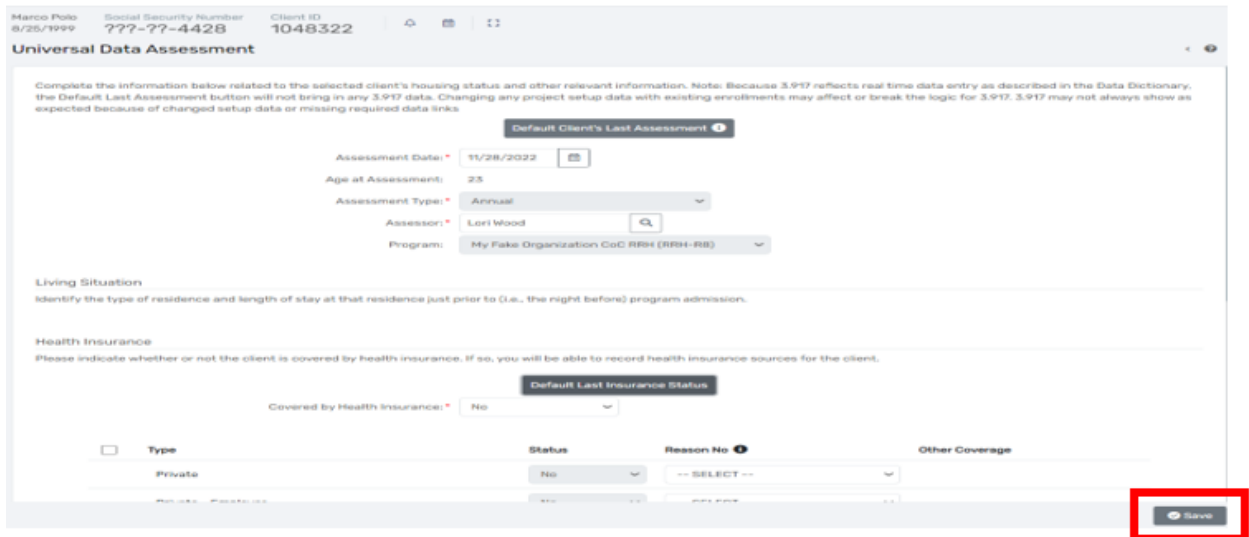 Marco Polo Social Security Number Client ID
8/25/1999 ???-??-4428 1048322
Universal Data Assessment
Complete the information below related to the selected client's housing status and other relevant information. Note: Because 3.917 reflects real time data entry as described in the Data Dictionary,
the Default Last Assessment button will not bring in any 3.917 data. Changing any project setup data with existing enrollments may affect or break the logic for 3.917. 3.917 may not always show as
expected because of changed setup data or missing required data links
Default Client's Last Assessment
Assessment Date:* 11/28/2022
Age at Assessment: 23
Assessment Type:* Annual
Assessor:* Lori Wood
Program: My Fake Organization CoC RRH (RRH-R8)
Living Situation
Identify the type of residence and length of stay at that residence just prior to (i.e., the night before) program admission.
Health Insurance
Please indicate whether or not the client is covered by health insurance. If so, you will be able to record health insurance sources for the client.
Default Last Insurance Status
Covered by Health Insurance:* No
Type Status Reason No Other Coverage
Private No -- SELECT --
Save